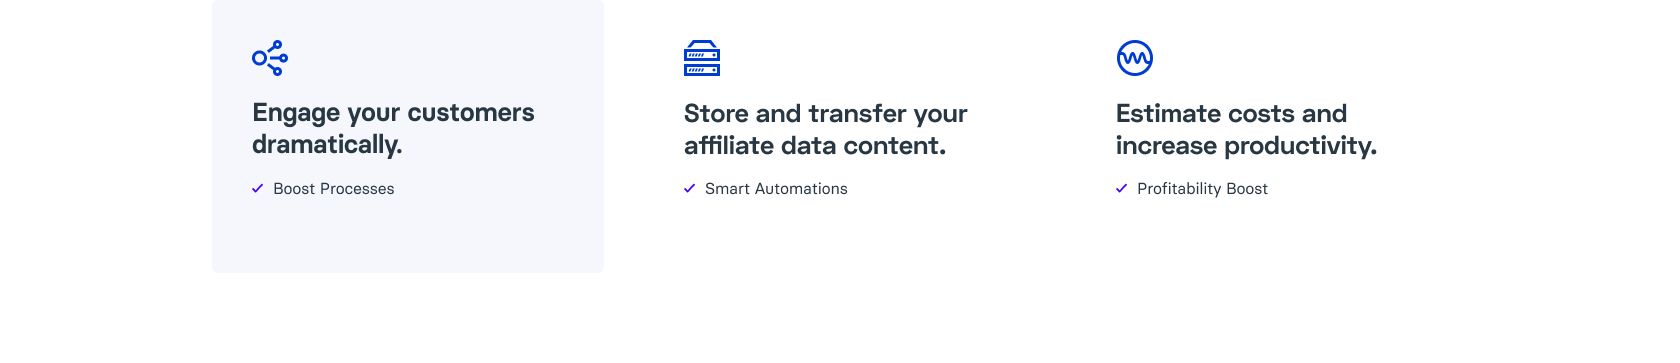 Engage your customers
dramatically.
Boost Processes
Store and transfer your
affiliate data content.
Smart Automations
Estimate costs and
increase productivity.
Profitability Boost